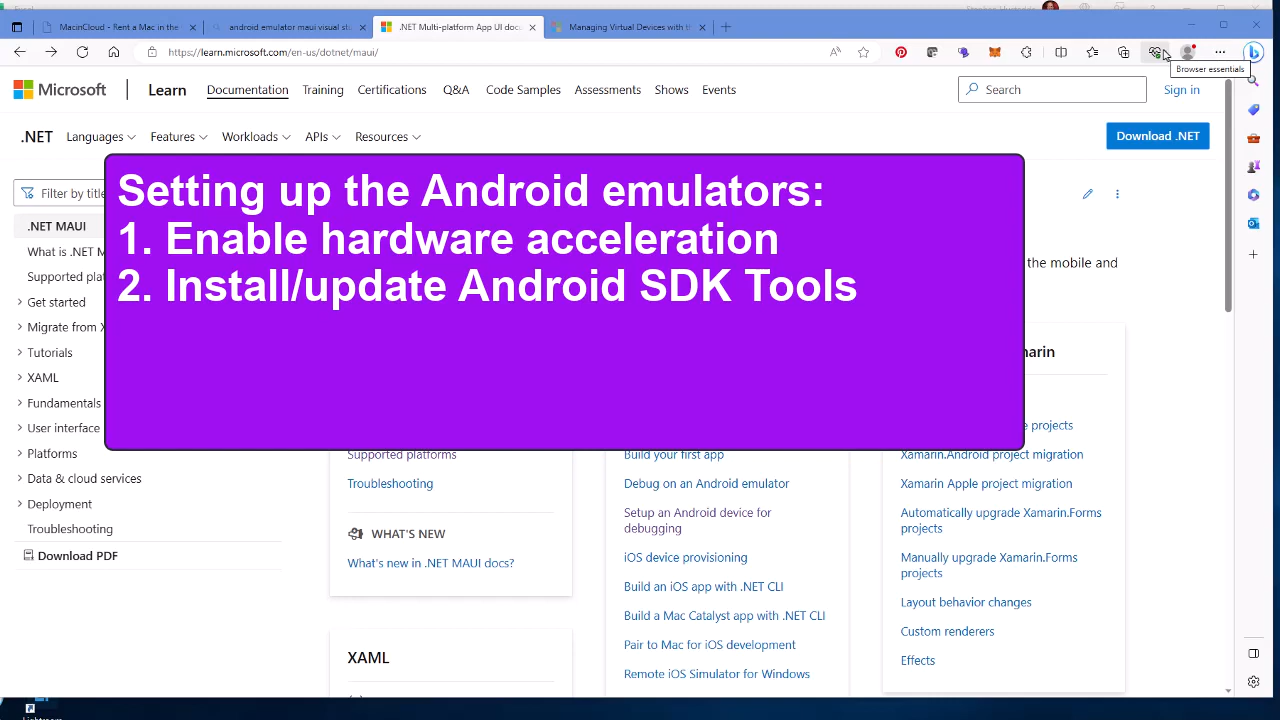 MacinCloud - Rent a Mac in the
android emulator maui visual stu
.NET Multi-platform App UI docu
Managing Virtual Devices with th
https://learn.microsoft.com/en-us/dotnet/maui/
Browser essentials
Microsoft
Learn
Documentation
Training
Certifications
Q&A
Code Samples
Assessments
Shows
Events
Search
Sign in
.NET
Languages
Features
Workloads
APIs
Resources
Download .NET
Setting up the Android emulators:
1. Enable hardware acceleration
2. Install/update Android SDK Tools
Filter by title
.NET MAUI
What is .NET M
Supported plat
Get started
Migrate from X
Tutorials
XAML
Fundamentals
User interface
Platforms
Data & cloud services
Deployment
Troubleshooting
Download PDF
the mobile and
Supported platforms
Troubleshooting
WHAT'S NEW
What's new in .NET MAUI docs?
XAML
Build your first app
Debug on an Android emulator
Setup an Android device for
debugging
iOS device provisioning
Build an iOS app with .NET CLI
Build a Mac Catalyst app with .NET CLI
Pair to Mac for iOS development
Remote iOS Simulator for Windows
marin
e projects
Xamarin.Android project migration
Xamarin Apple project migration
Automatically upgrade Xamarin.Forms
projects
Manually upgrade Xamarin.Forms
projects
Layout behavior changes
Custom renderers
Effects